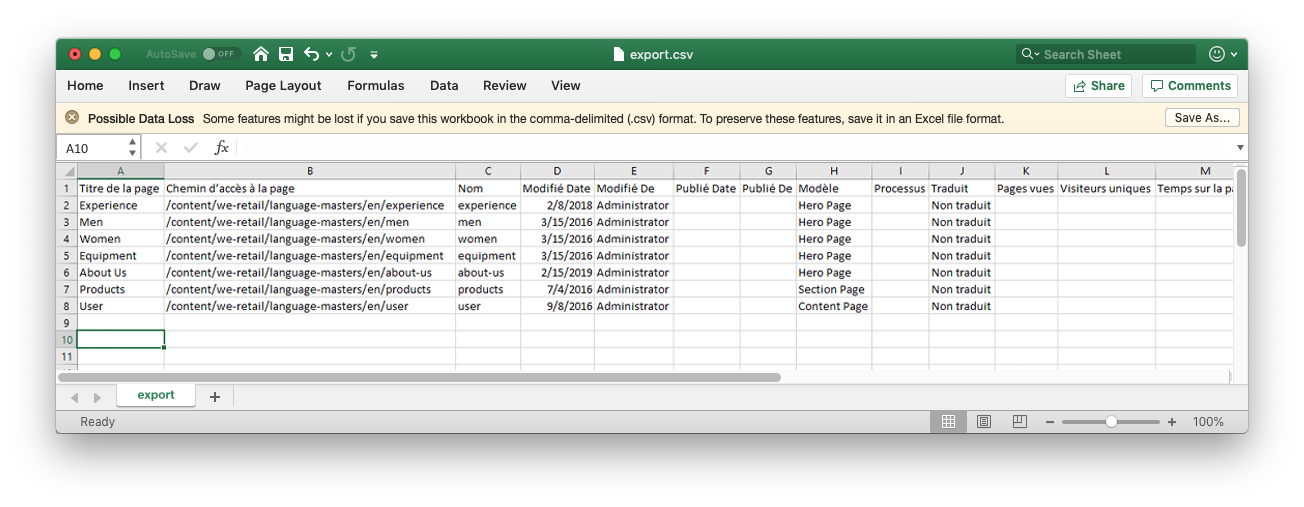 AutoSave OFF export.csv Search Sheet
Home Insert Draw Page Layout Formulas Data Review View Share Comments
Possible Data Loss Some features might be lost if you save this workbook in the comma-delimited (.csv) format. To preserve these features, save it in an Excel file format. Save As...
A10 fx
A B C D E F G H I J K L M
1 Titre de la page Chemin d'accès à la page Nom Modifié Date Modifié De Publié Date Publié De Modèle Processus Traduit Pages vues Visiteurs uniques Temps sur la pa
2 Experience /content/we-retail/language-masters/en/experience experience 2/8/2018 Administrator Hero Page Non traduit
3 Men /content/we-retail/language-masters/en/men men 3/15/2016 Administrator Hero Page Non traduit
4 Women /content/we-retail/language-masters/en/women women 3/15/2016 Administrator Hero Page Non traduit
5 Equipment /content/we-retail/language-masters/en/equipment equipment 3/15/2016 Administrator Hero Page Non traduit
6 About Us /content/we-retail/language-masters/en/about-us about-us 2/15/2019 Administrator Hero Page Non traduit
7 Products /content/we-retail/language-masters/en/products products 7/4/2016 Administrator Section Page Non traduit
8 User /content/we-retail/language-masters/en/user user 9/8/2016 Administrator Content Page Non traduit
9
10
11
export
Ready 100%